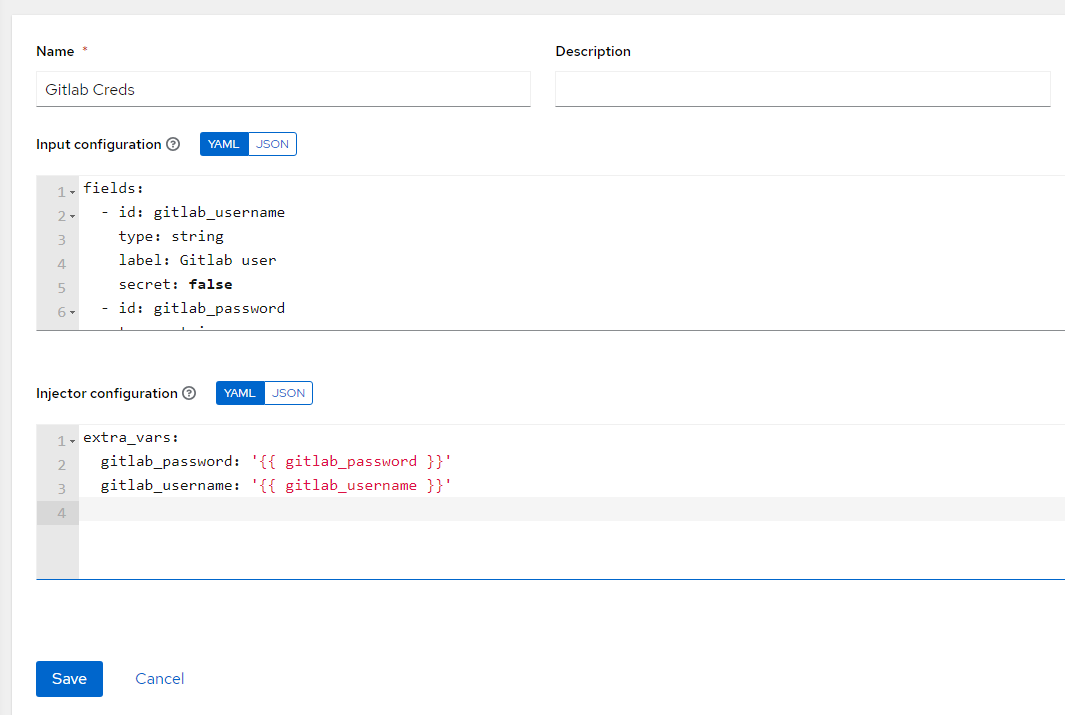 Name *
Description
Gitlab Creds
Input configuration ? YAML JSON
1 fields:
2 - id: gitlab_username
3 type: string
4 label: Gitlab user
5 secret: false
6 - id: gitlab_password
Injector configuration ? YAML JSON
1 extra_vars:
2 gitlab_password: '{{ gitlab_password }}'
3 gitlab_username: '{{ gitlab_username }}'
4
Save Cancel